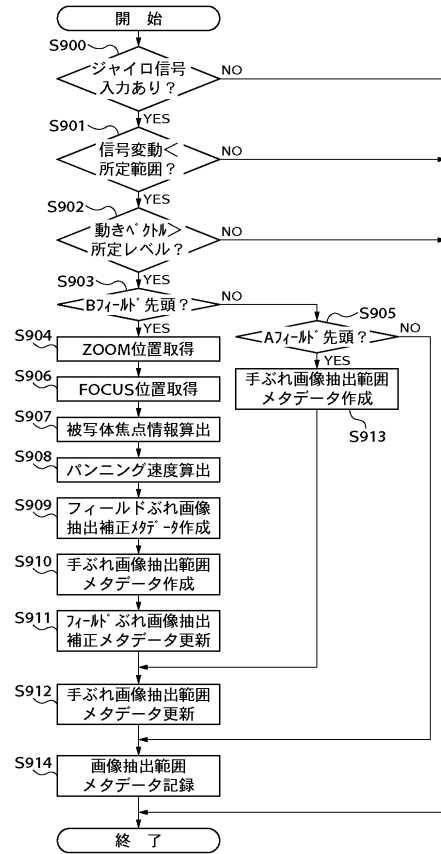 開 始
S900
ジャイロ信号
入力あり？
NO
YES
S901
信号変動＜
所定範囲？
NO
YES
S902
動きﾍﾞｸﾄﾙ＞
所定レベル？
NO
YES
S903
Bﾌｨｰﾙﾄﾞ先頭？
NO
YES
S905
Aﾌｨｰﾙﾄﾞ先頭？
NO
YES
手ぶれ画像抽出範囲
メタデータ作成
S913
S904
ZOOM位置取得
S906
FOCUS位置取得
S907
被写体焦点情報算出
S908
パンニング速度算出
S909
フィールドぶれ画像
抽出補正ﾒﾀﾃﾞｰﾀ作成
S910
手ぶれ画像抽出範囲
メタデータ作成
S911
ﾌｨｰﾙﾄﾞぶれ画像抽出
補正メタデータ更新
S912
手ぶれ画像抽出範囲
メタデータ更新
S914
画像抽出範囲
メタデータ記録
終 了